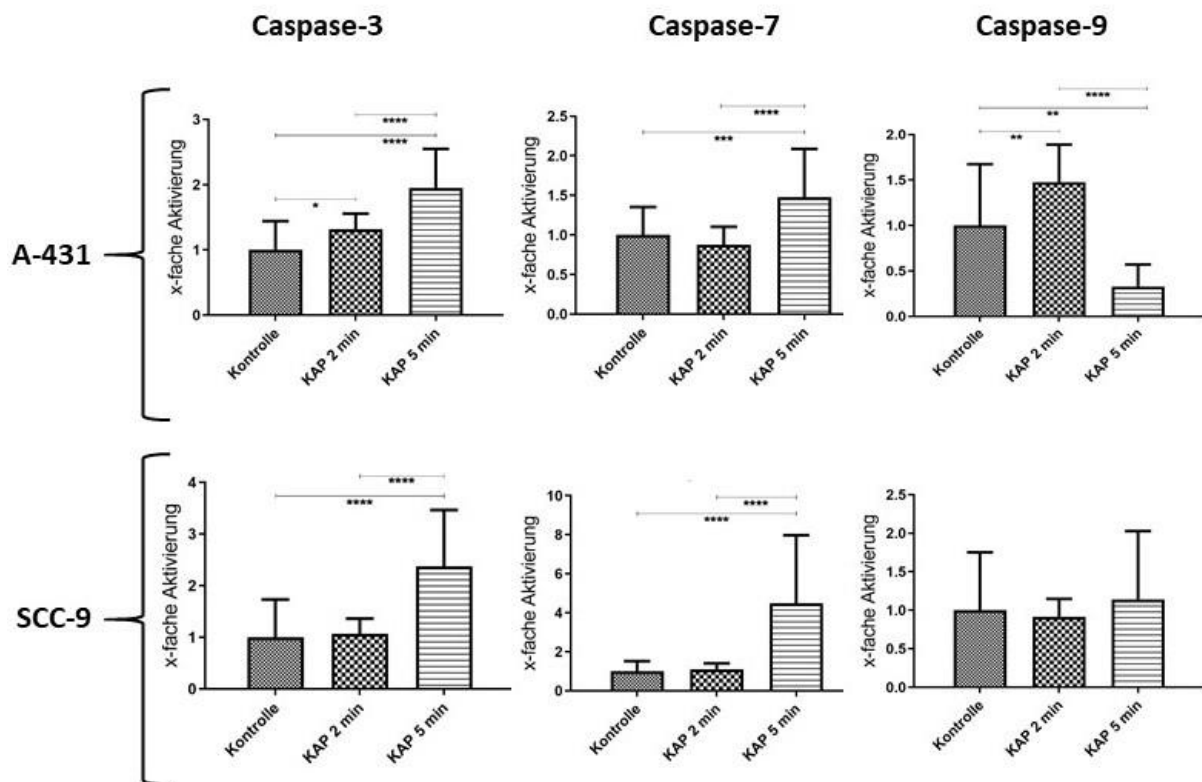 Caspase-3
Caspase-7
Caspase-9
A-431
x-fache Aktivierung
3
2
1
0
****
****
*
Kontrolle
KAP 2 min
KAP 5 min
x-fache Aktivierung
2.5
2.0
1.5
1.0
0.5
0.0
****
***
Kontrolle
KAP 2 min
KAP 5 min
x-fache Aktivierung
2.0
1.5
1.0
0.5
0.0
****
**
**
Kontrolle
KAP 2 min
KAP 5 min
SCC-9
x-fache Aktivierung
4
3
2
1
0
****
****
Kontrolle
KAP 2 min
KAP 5 min
x-fache Aktivierung
10
8
6
4
2
0
****
****
Kontrolle
KAP 2 min
KAP 5 min
x-fache Aktivierung
2.5
2.0
1.5
1.0
0.5
0.0
Kontrolle
KAP 2 min
KAP 5 min